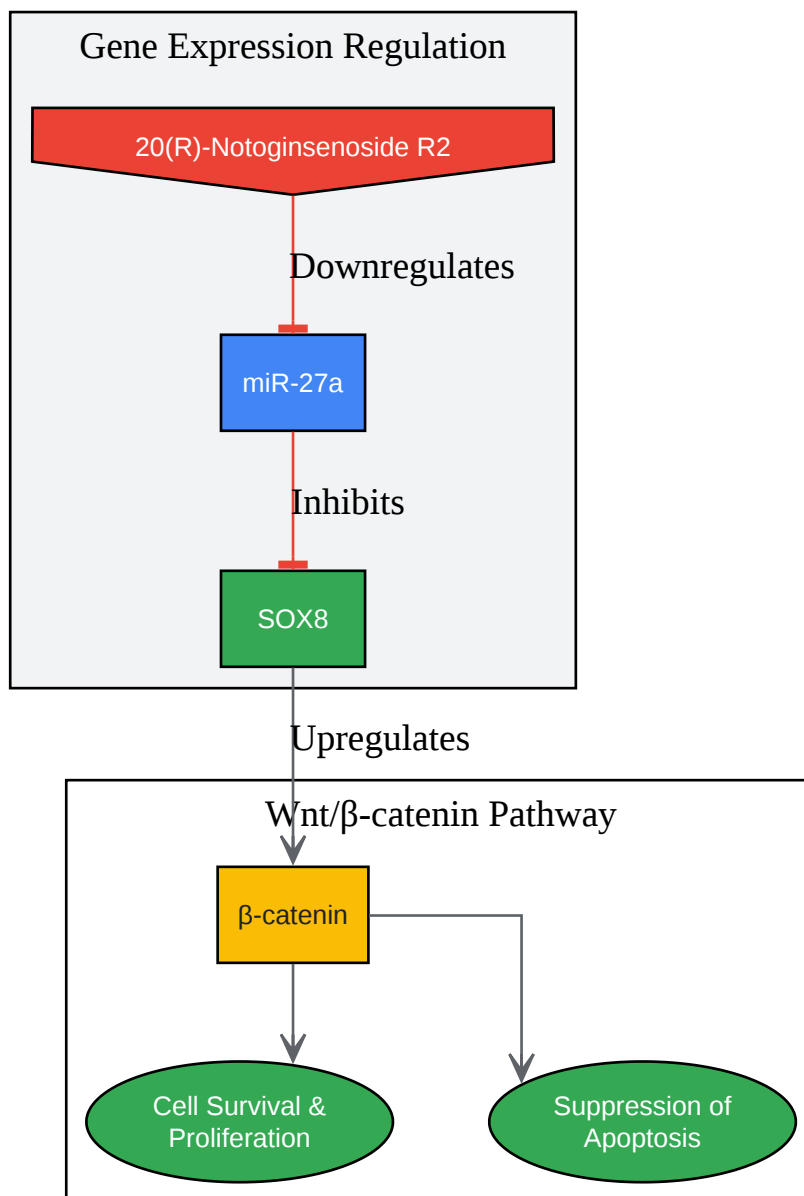 Gene Expression Regulation
20(R)-Notoginsenoside R2
Downregulates
miR-27a
Inhibits
SOX8
Upregulates
Wnt/β-catenin Pathway
β-catenin
Cell Survival &
Proliferation
Suppression of
Apoptosis